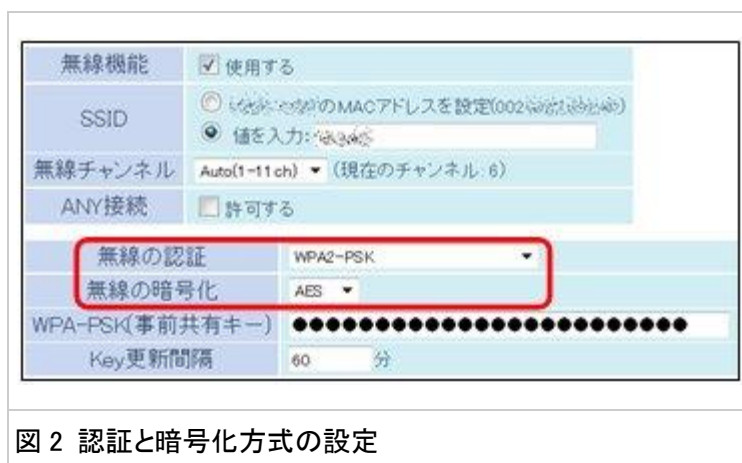 無線機能 使用する
SSID のMACアドレスを設定(002
値を入力:
無線チャンネル Auto(1-11ch) (現在のチャンネル: 6)
ANY接続 許可する
無線の認証 WPA2-PSK
無線の暗号化 AES
WPA-PSK(事前共有キー) ●●●●●●●●●●●●●●●●●●●●●●●●
Key更新間隔 60 分
図 2 認証と暗号化方式の設定